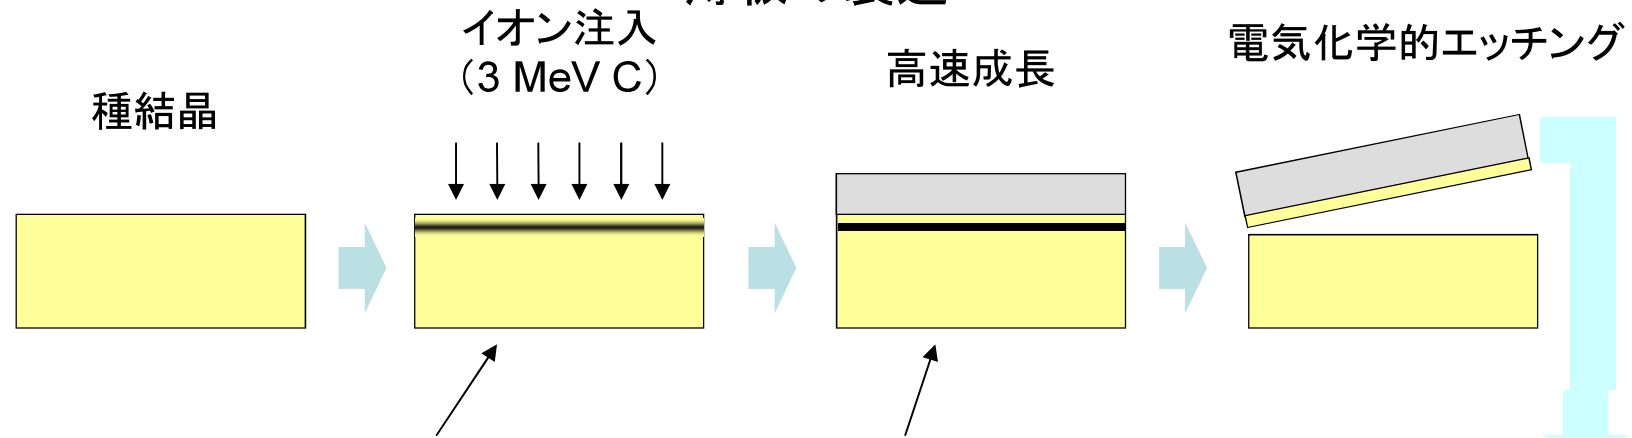 種結晶
イオン注入
（3 MeV C）
高速成長
電気化学的エッチング